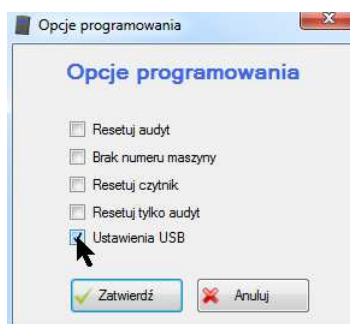 Opcje programowania
Opcje programowania
Resetuj audyt
Brak numeru maszyny
Resetuj czytnik
Resetuj tylko audyt
Ustawienia USB
Zatwierdź
Anuluj